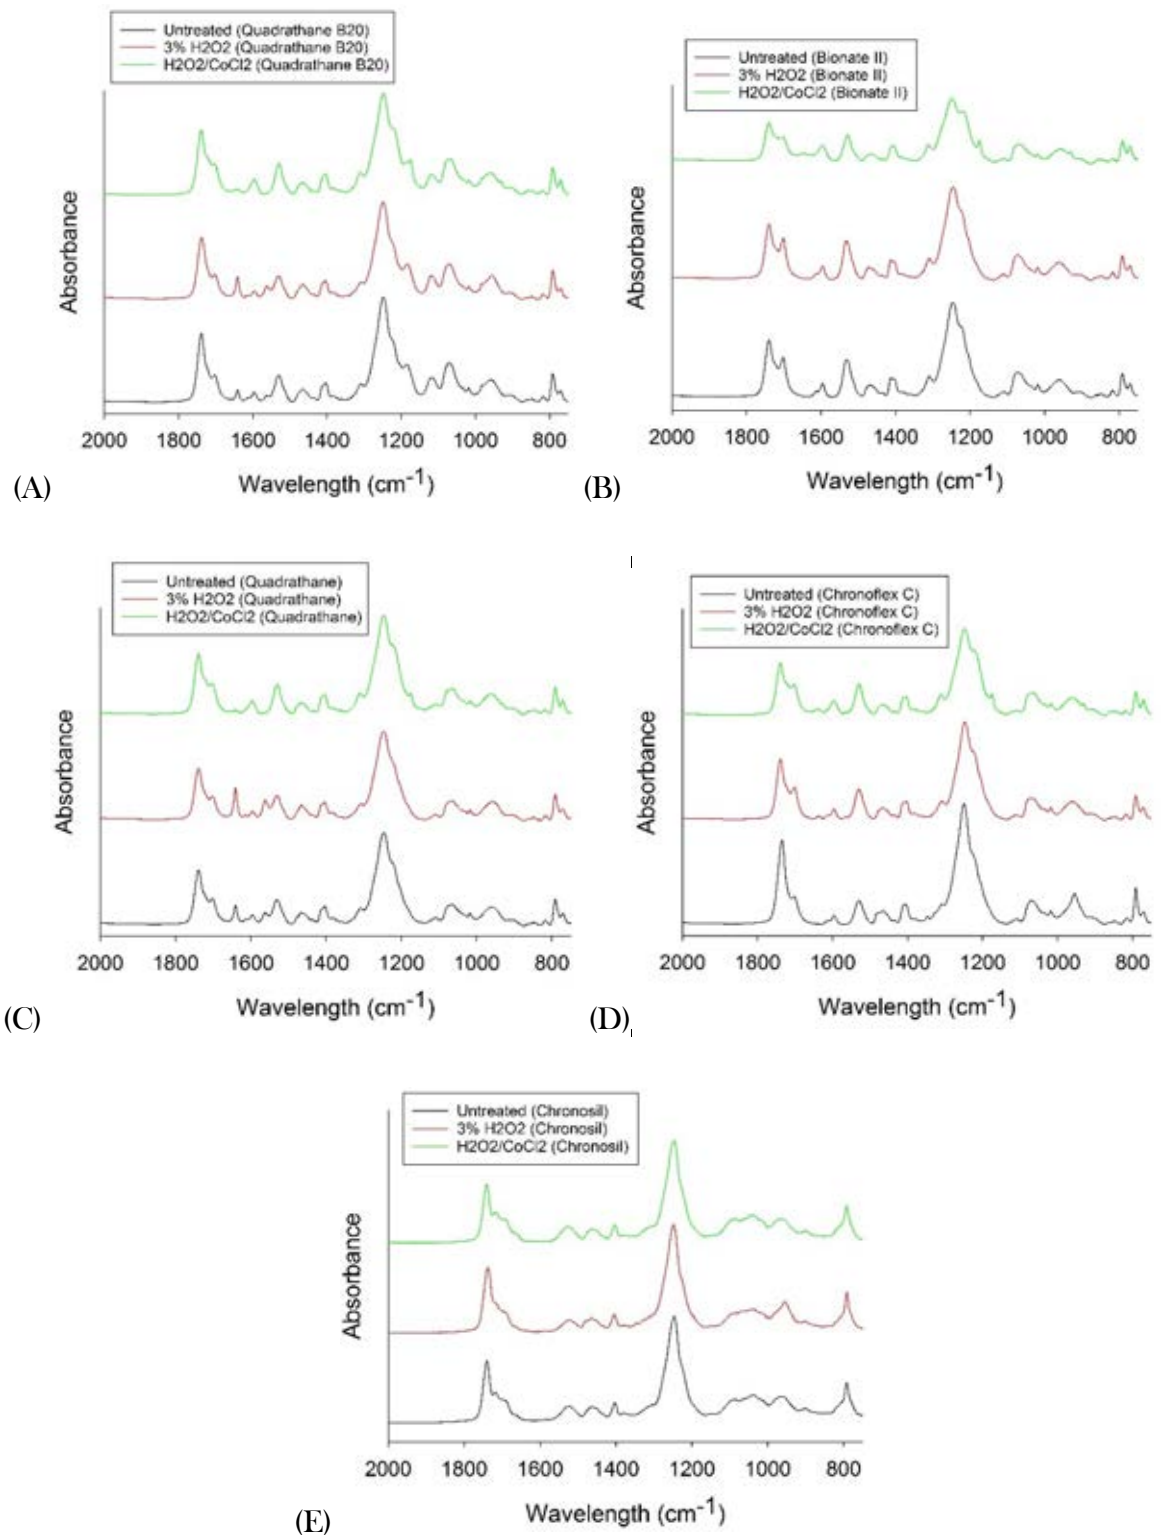 Untreated (Quadrathane B20)
3% H2O2 (Quadrathane B20)
H2O2/CoCl2 (Quadrathane B20)
Absorbance
2000 1800 1600 1400 1200 1000 800
Wavelength (cm-1)
(A)
Untreated (Bionate II)
3% H2O2 (Bionate II)
H2O2/CoCl2 (Bionate II)
Absorbance
2000 1800 1600 1400 1200 1000 800
Wavelength (cm-1)
(B)
Untreated (Quadrathane)
3% H2O2 (Quadrathane)
H2O2/CoCl2 (Quadrathane)
Absorbance
2000 1800 1600 1400 1200 1000 800
Wavelength (cm-1)
(C)
Untreated (Chronoflex C)
3% H2O2 (Chronoflex C)
H2O2/CoCl2 (Chronoflex C)
Absorbance
2000 1800 1600 1400 1200 1000 800
Wavelength (cm-1)
(D)
Untreated (Chronosil)
3% H2O2 (Chronosil)
H2O2/CoCl2 (Chronosil)
Absorbance
2000 1800 1600 1400 1200 1000 800
Wavelength (cm-1)
(E)